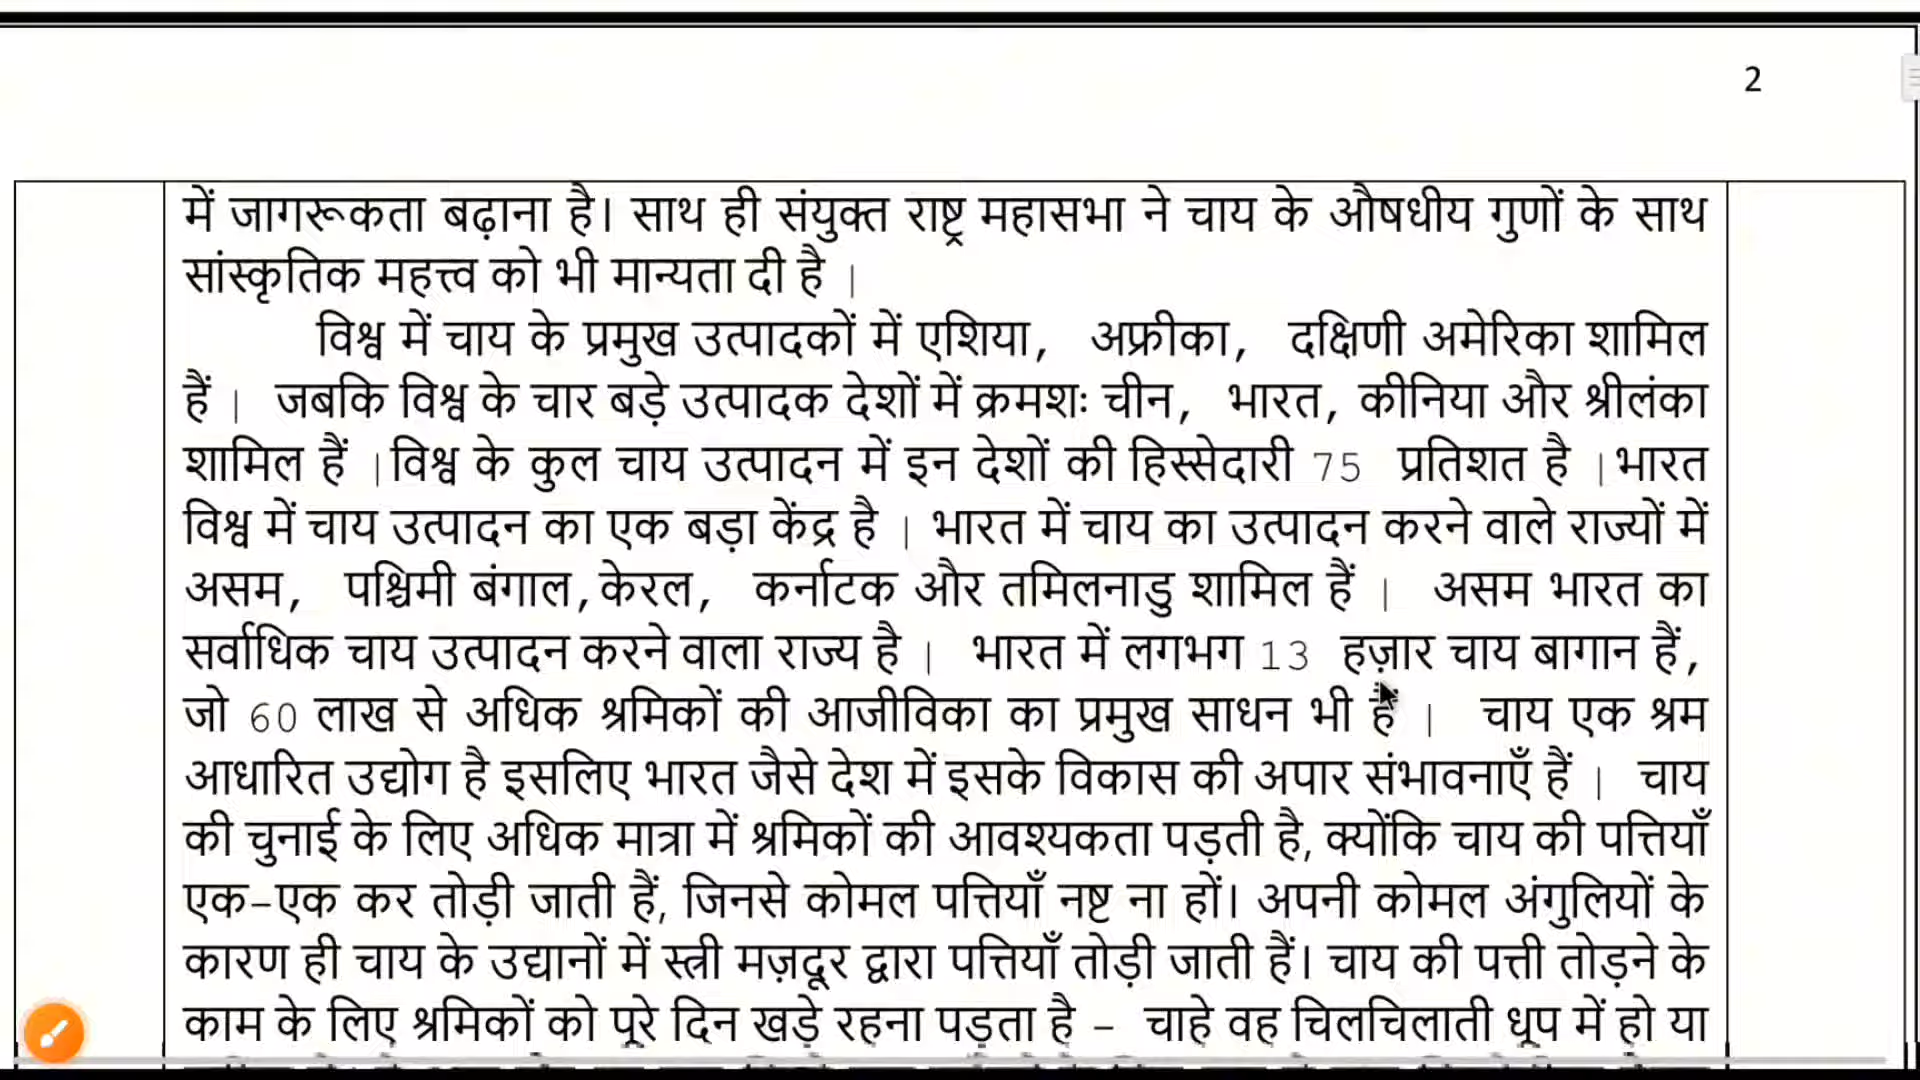 2
में जागरूकता बढ़ाना है। साथ ही संयुक्त राष्ट्र महासभा ने चाय के औषधीय गुणों के साथ
सांस्कृतिक महत्त्व को भी मान्यता दी है |
विश्व में चाय के प्रमुख उत्पादकों में एशिया, अफ्रीका, दक्षिणी अमेरिका शामिल
हैं | जबकि विश्व के चार बड़े उत्पादक देशों में क्रमशः चीन, भारत, कीनिया और श्रीलंका
शामिल हैं |विश्व के कुल चाय उत्पादन में इन देशों की हिस्सेदारी 75 प्रतिशत है |भारत
विश्व में चाय उत्पादन का एक बड़ा केंद्र है | भारत में चाय का उत्पादन करने वाले राज्यों में
असम, पश्चिमी बंगाल,केरल, कर्नाटक और तमिलनाडु शामिल हैं | असम भारत का
सर्वाधिक चाय उत्पादन करने वाला राज्य है | भारत में लगभग 13 हज़ार चाय बागान हैं,
जो 60 लाख से अधिक श्रमिकों की आजीविका का प्रमुख साधन भी हैं | चाय एक श्रम
आधारित उद्योग है इसलिए भारत जैसे देश में इसके विकास की अपार संभावनाएँ हैं | चाय
की चुनाई के लिए अधिक मात्रा में श्रमिकों की आवश्यकता पड़ती है, क्योंकि चाय की पत्तियाँ
एक-एक कर तोड़ी जाती हैं, जिनसे कोमल पत्तियाँ नष्ट ना हों। अपनी कोमल अंगुलियों के
कारण ही चाय के उद्यानों में स्त्री मज़दूर द्वारा पत्तियाँ तोड़ी जाती हैं। चाय की पत्ती तोड़ने के
काम के लिए श्रमिकों को पूरे दिन खड़े रहना पड़ता है – चाहे वह चिलचिलाती धूप में हो या